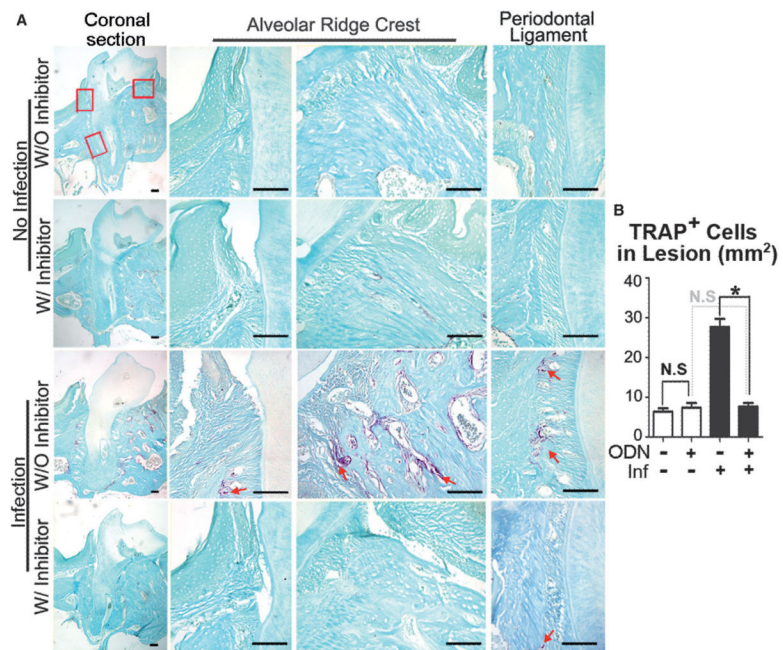 A
Coronal
section
Alveolar Ridge Crest
Periodontal
Ligament
No Infection
W/O Inhibitor
W/ Inhibitor
Infection
W/O Inhibitor
W/ Inhibitor
B
TRAP+ Cells
in Lesion (mm²)
N.S *
40
30
20
10
0
N.S
ODN - + - +
Inf - - + +